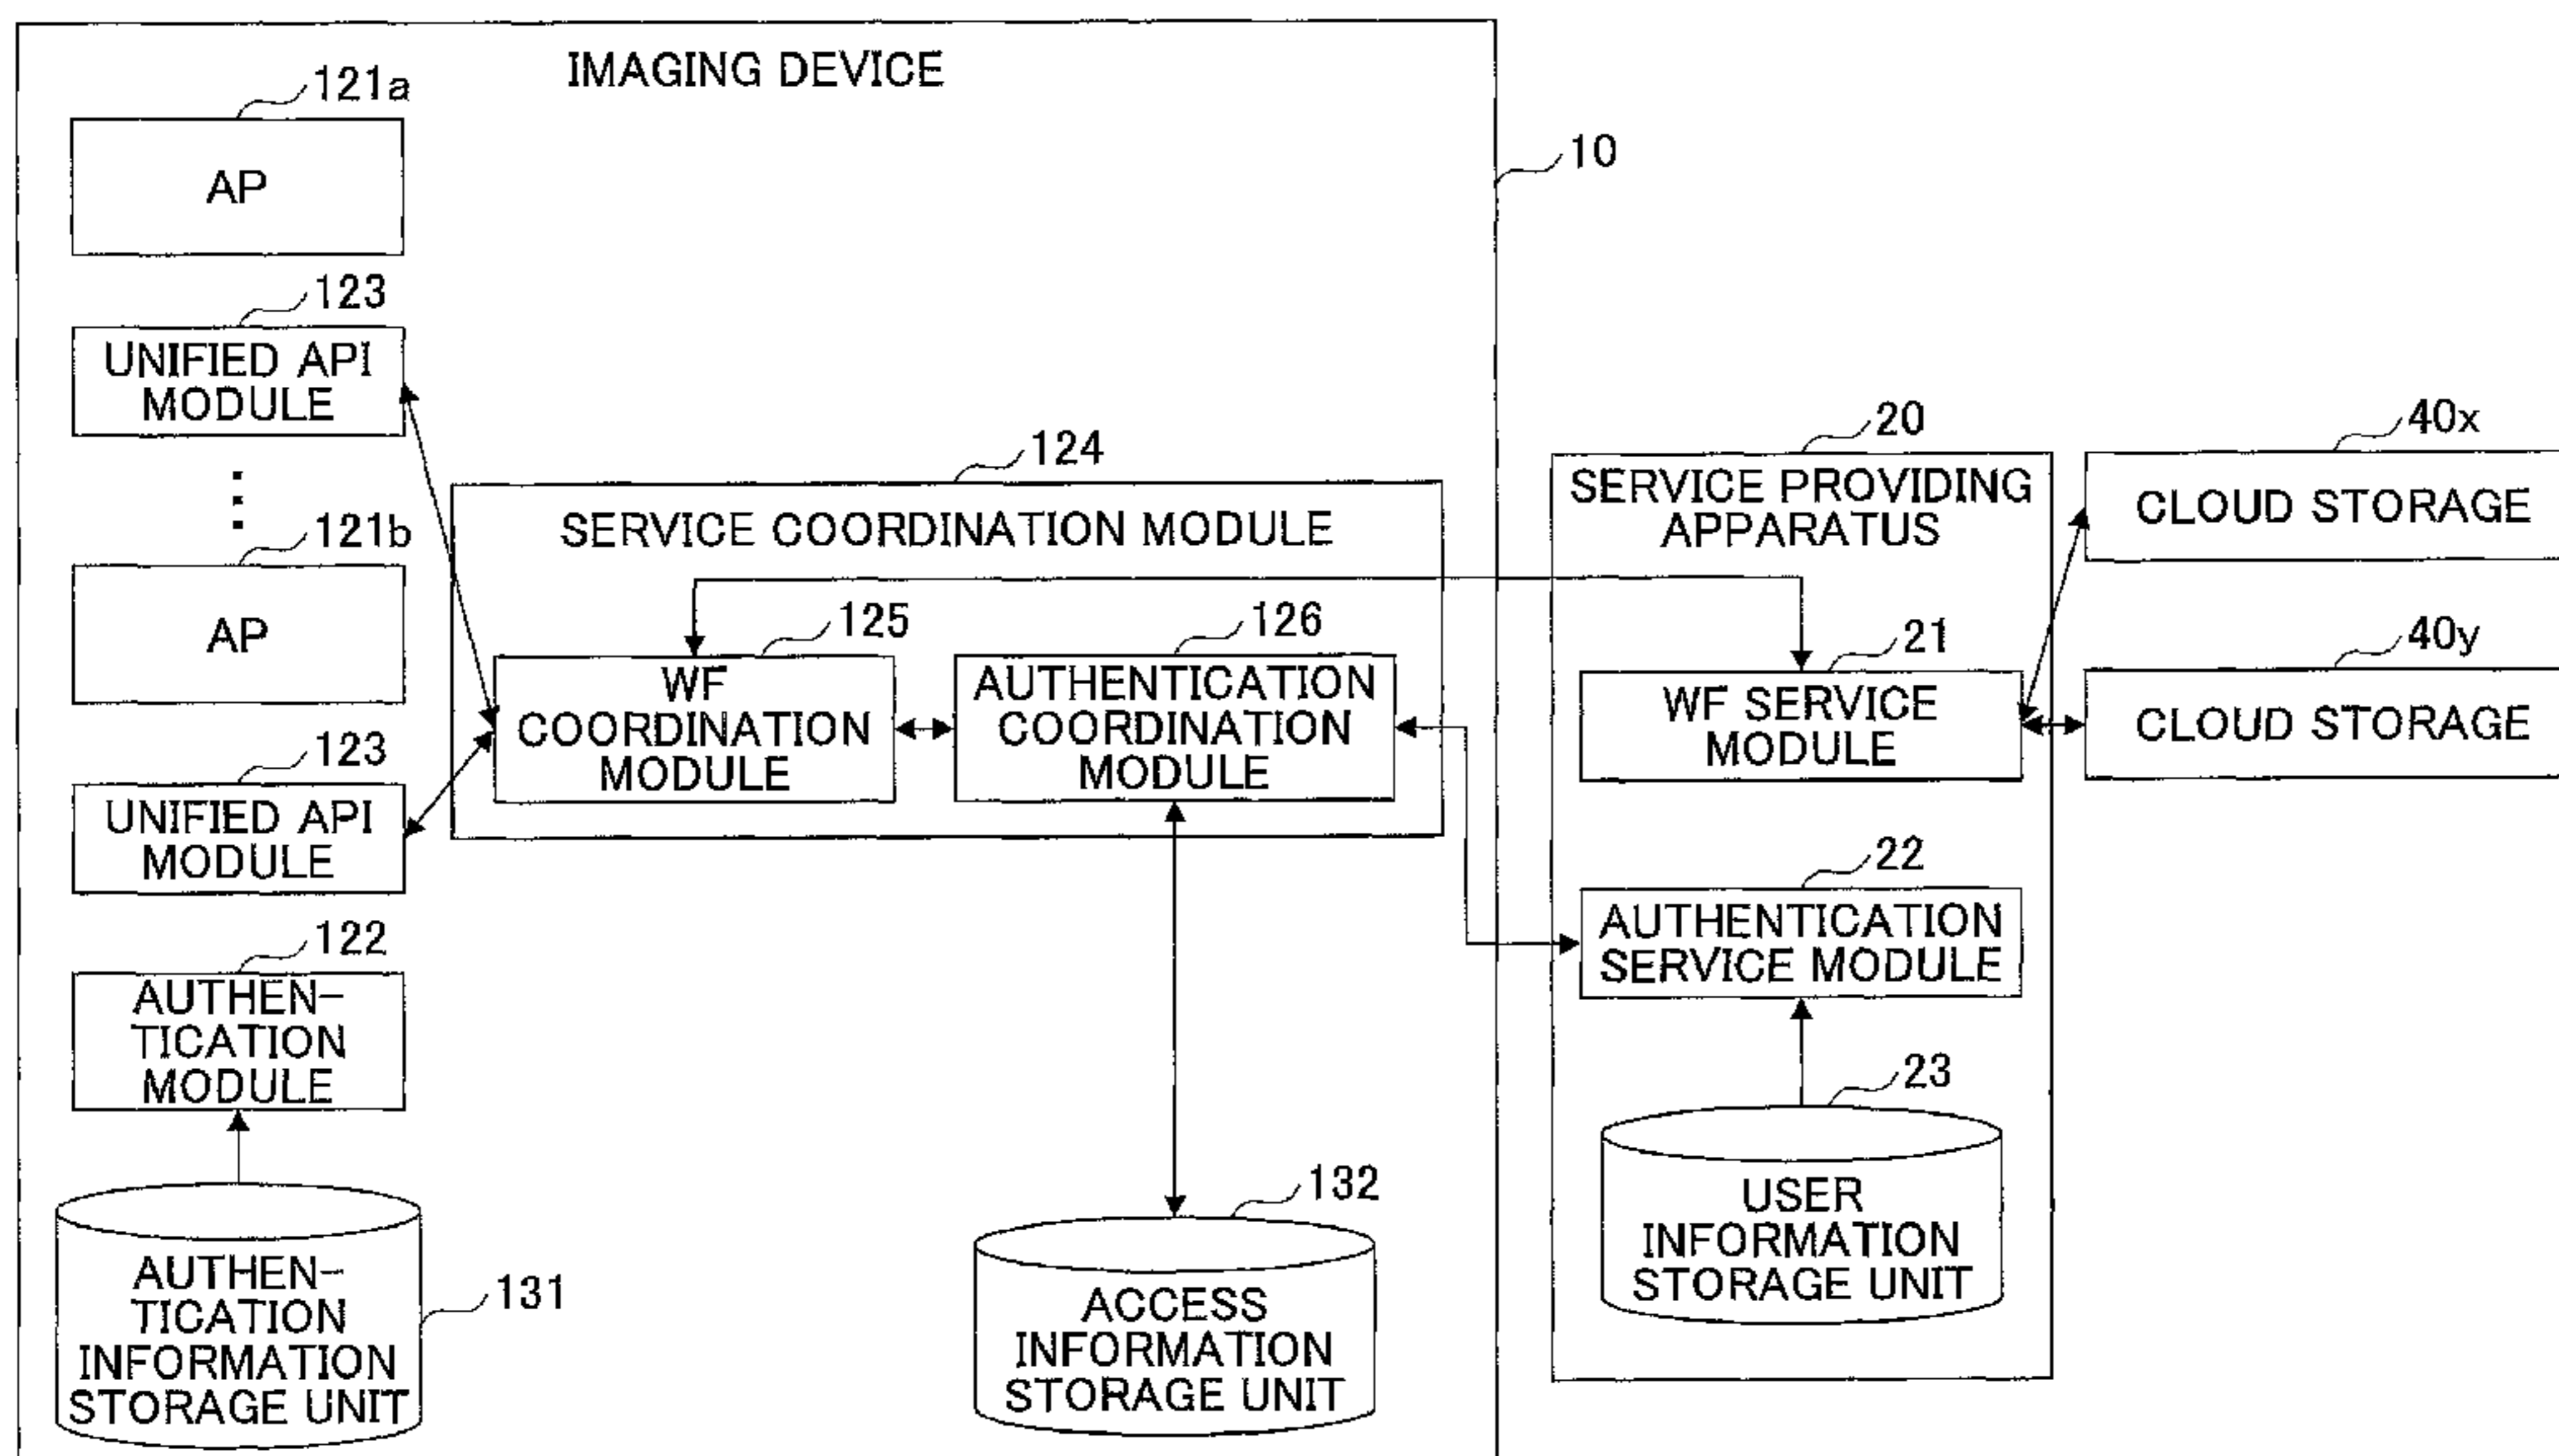 IMAGING DEVICE
10
121a
AP
123
UNIFIED API
MODULE
121b
AP
123
UNIFIED API
MODULE
122
AUTHEN-
TICATION
MODULE
131
AUTHEN-
TICATION
INFORMATION
STORAGE UNIT
124
SERVICE COORDINATION MODULE
125
WF
COORDINATION
MODULE
126
AUTHENTICATION
COORDINATION
MODULE
132
ACCESS
INFORMATION
STORAGE UNIT
20
SERVICE PROVIDING
APPARATUS
21
WF SERVICE
MODULE
22
AUTHENTICATION
SERVICE MODULE
23
USER
INFORMATION
STORAGE UNIT
40x
CLOUD STORAGE
40y
CLOUD STORAGE